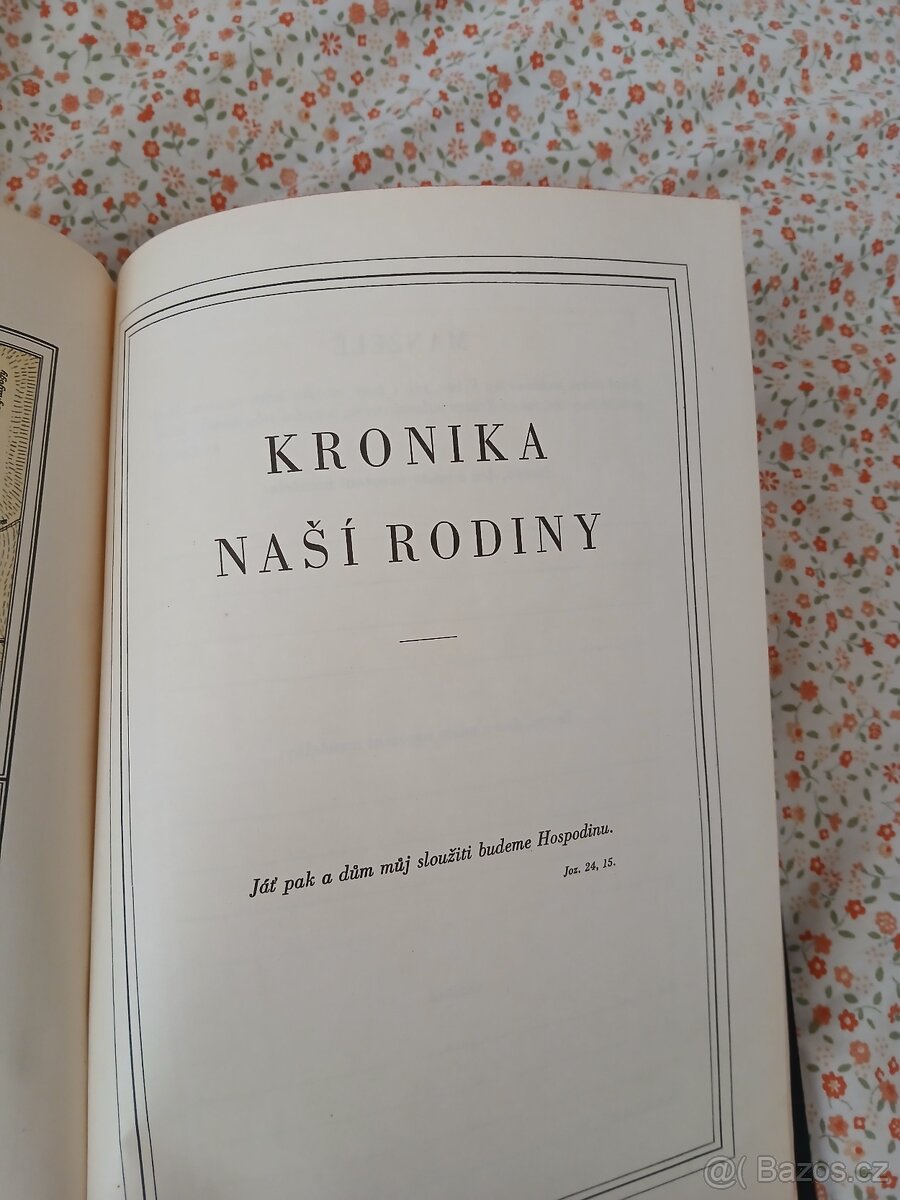 KRONIKA
NAŠÍ RODINY
Jáť pak a dům můj sloužiti budeme Hospodinu.
Joz. 24, 15.
@( Bazos.cz